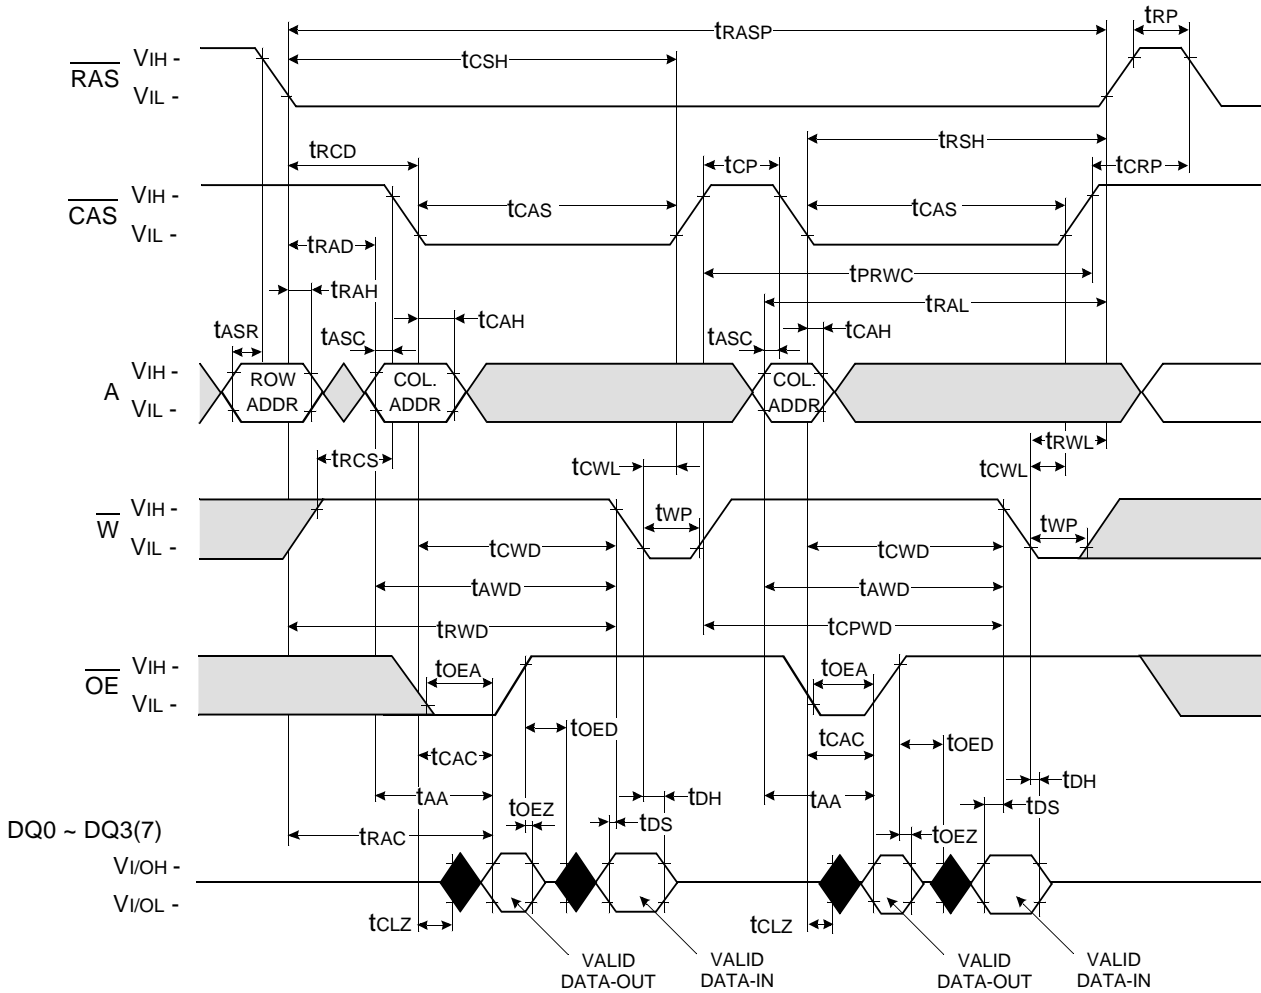 tRP
tRASP
tCSH
RAS
VIH -
VIL -
tRCD
tRSH
tCP
tCRP
CAS
VIH -
VIL -
tCAS
tCAS
tRAD
tPRWC
tRAH
tRAL
tASR
tASC
tCAH
tASC
tCAH
A
VIH -
VIL -
ROW
ADDR
COL.
ADDR
COL.
ADDR
tRCS
tCWL
tRWL
tCWL
W
VIH -
VIL -
tWP
tWP
tCWD
tCWD
tAWD
tAWD
tRWD
tCPWD
OE
VIH -
VIL -
tOEA
tOEA
tOED
tOED
tCAC
tCAC
tAA
tDH
tAA
tDH
tOEZ
tDS
tDS
tRAC
tOEZ
DQ0 ~ DQ3(7)
VI/OH -
VI/OL -
tCLZ
tCLZ
VALID
DATA-OUT
VALID
DATA-IN
VALID
DATA-OUT
VALID
DATA-IN